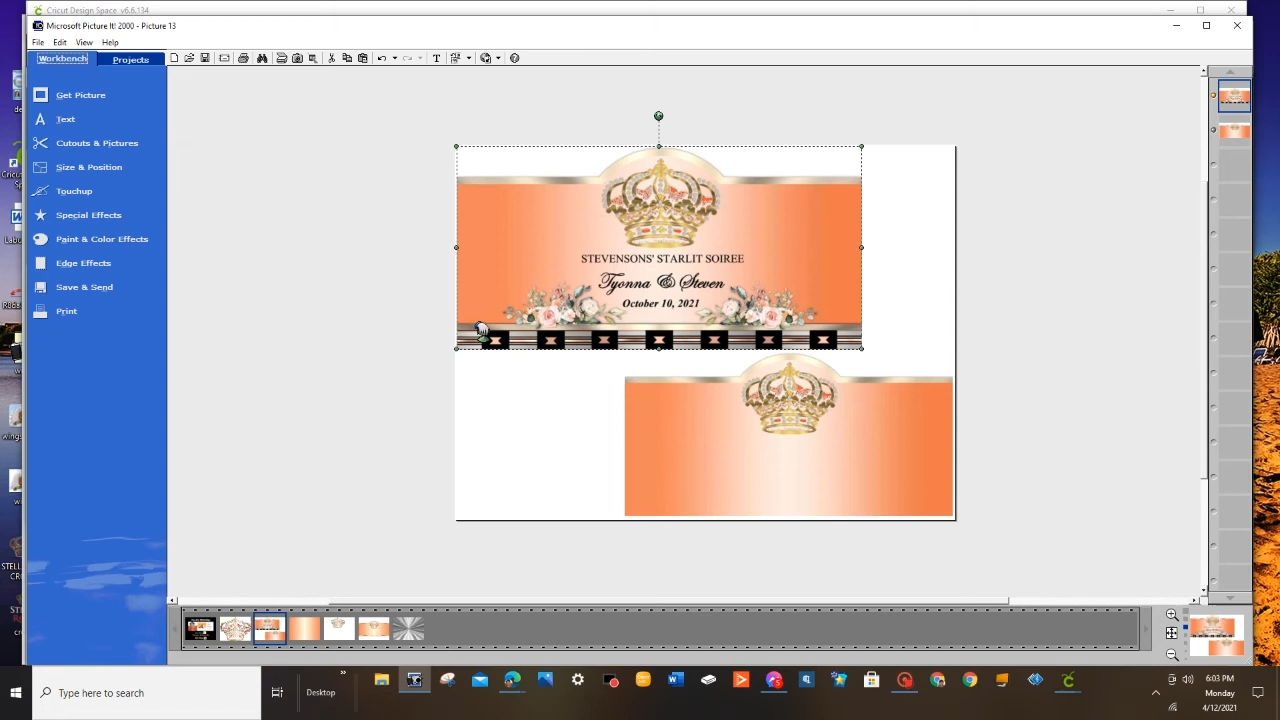 Cricut Design Space v6.6.134
Microsoft Picture It! 2000 - Picture 13
File Edit View Help
Workbench Projects
Get Picture
Text
Cutouts & Pictures
Size & Position
Touchup
Special Effects
Paint & Color Effects
Edge Effects
Save & Send
Print
STEVENSONS' STARLIT SOIREE
Tyonna & Steven
October 10, 2021
Type here to search
Desktop
6:03 PM
Monday
4/12/2021